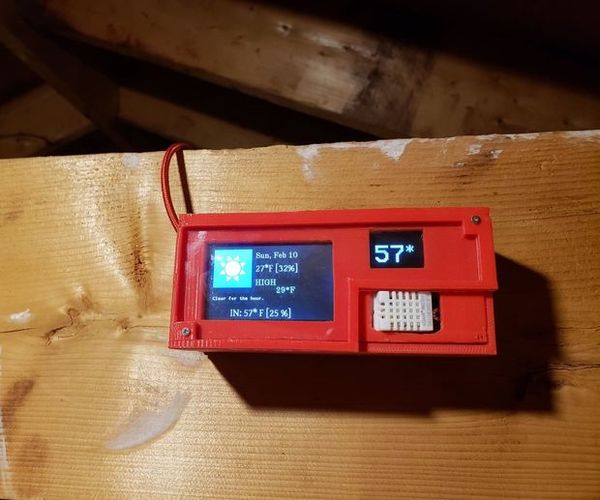 Sun, Feb 10
27°F [32%]
HIGH
29°F
Clear for the hour.
IN: 57° F [25 %]
57*